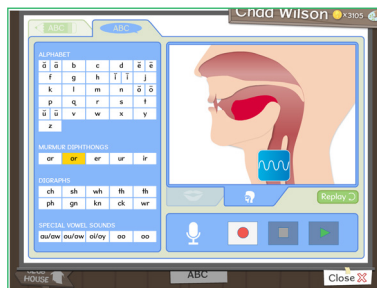 Chad Wilson x3105
ABC ABC
ALPHABET
ā ă b c d ē ĕ
f g h ī ĭ j
k l m n ō ŏ
p q r s t
ū ŭ v w x y
z
MURMUR DIPHTHONGS
ar or er ur ir
DIGRAPHS
ch sh wh th th
ph gn kn ck wr
SPECIAL VOWEL SOUNDS
au/aw ou/ow oi/oy oo oo
Replay
HOUSE
ABC
Close